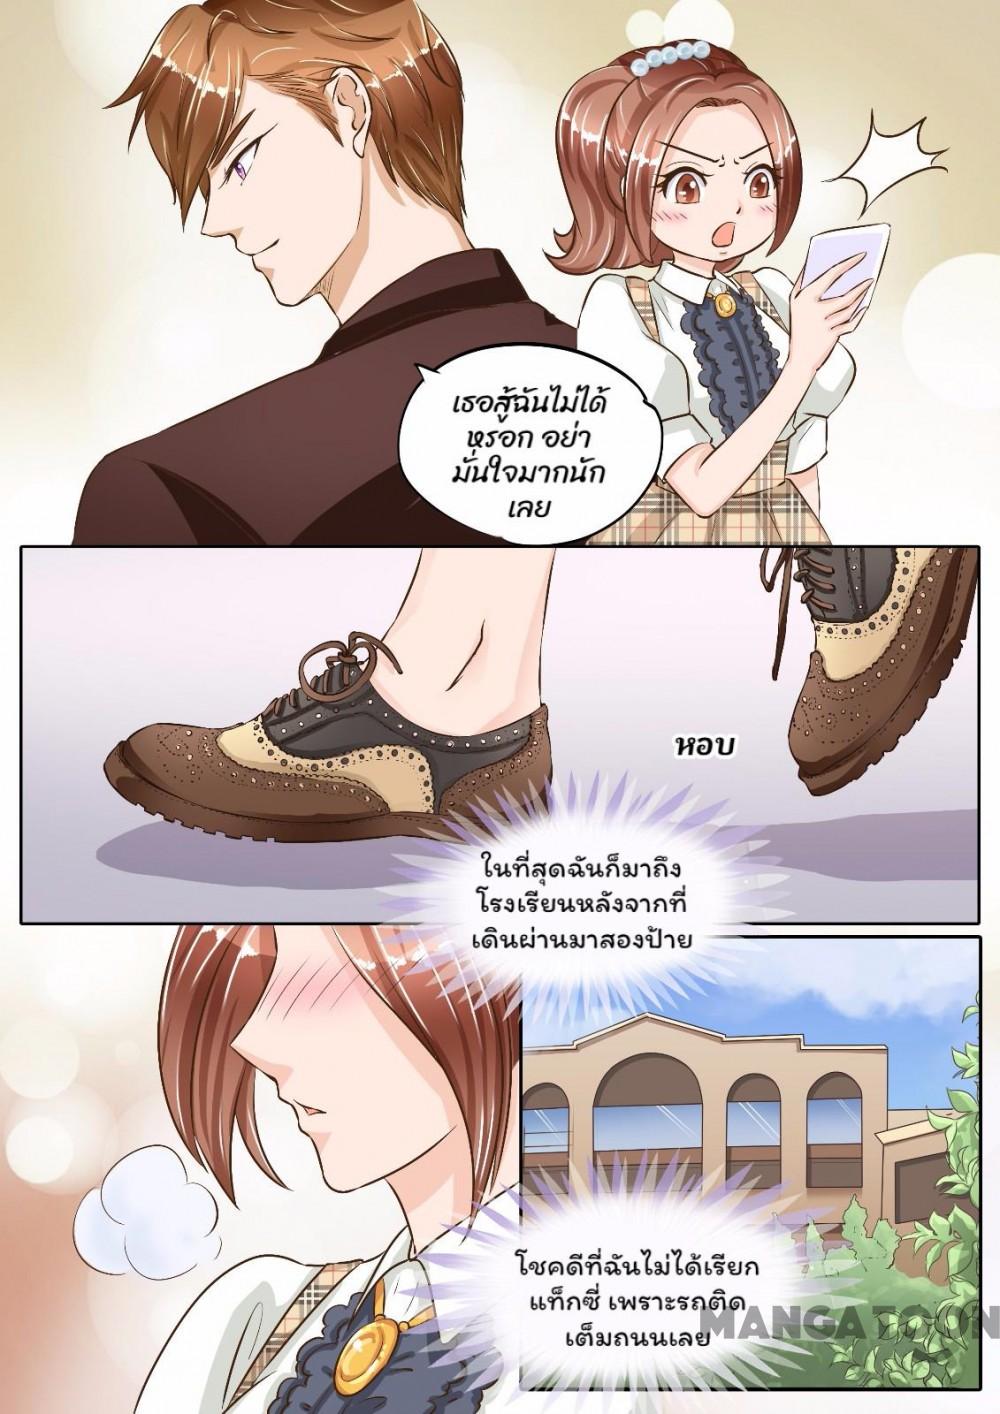 เธอสู้ฉันไม่ได้
หรอก อย่า
มั่นใจมากนัก
เลย
หอบ
ในที่สุดฉันก็มาถึง
โรงเรียนหลังจากที่
เดินผ่านมาสองป้าย
โชคดีที่ฉันไม่ได้เรียก
แท็กซี่ เพราะรถติด
เต็มถนนเลย
MANGATOON